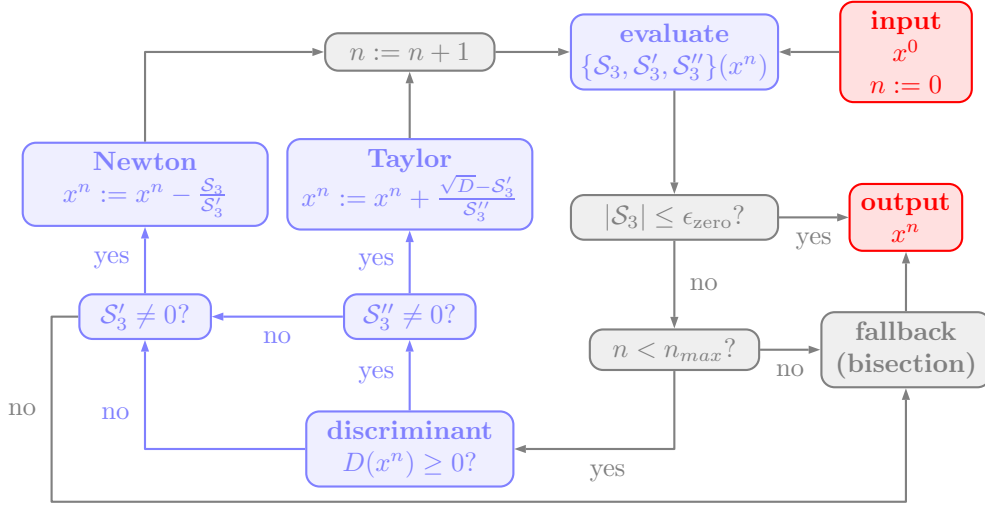 n := n + 1
evaluate
{𝒮₃, 𝒮₃′, 𝒮₃″}(xⁿ)
input
x⁰
n := 0
Newton
xⁿ := xⁿ − 𝒮₃/𝒮₃′
Taylor
xⁿ := xⁿ + (√D−𝒮₃′)/𝒮₃″
|𝒮₃| ≤ ϵ_zero?
yes
output
xⁿ
yes
yes
no
𝒮₃′ ≠ 0?
no
𝒮₃″ ≠ 0?
n < n_max?
no
fallback
(bisection)
no
no
yes
discriminant
D(xⁿ) ≥ 0?
yes